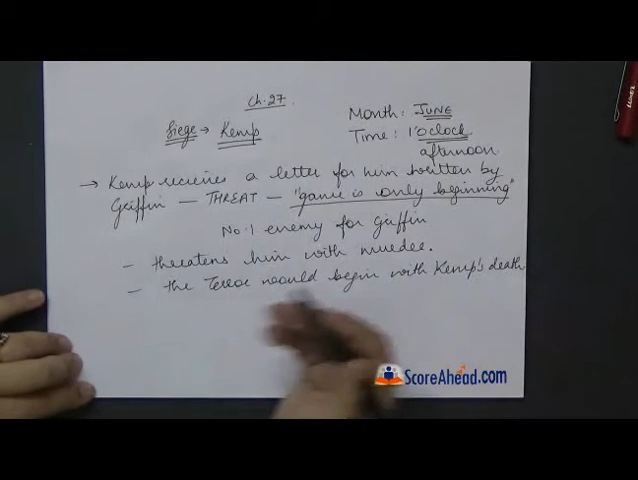 Ch.27
Siege → Kemp
Month: JUNE
Time: 1'oclock
afternoon
→ Kemp recieves a letter for him written by
Griffin — THREAT — "game is only beginning"
No.1 enemy for Griffin
- threatens him with murder.
- the Terror would begin with Kemp's death
ScoreAhead.com